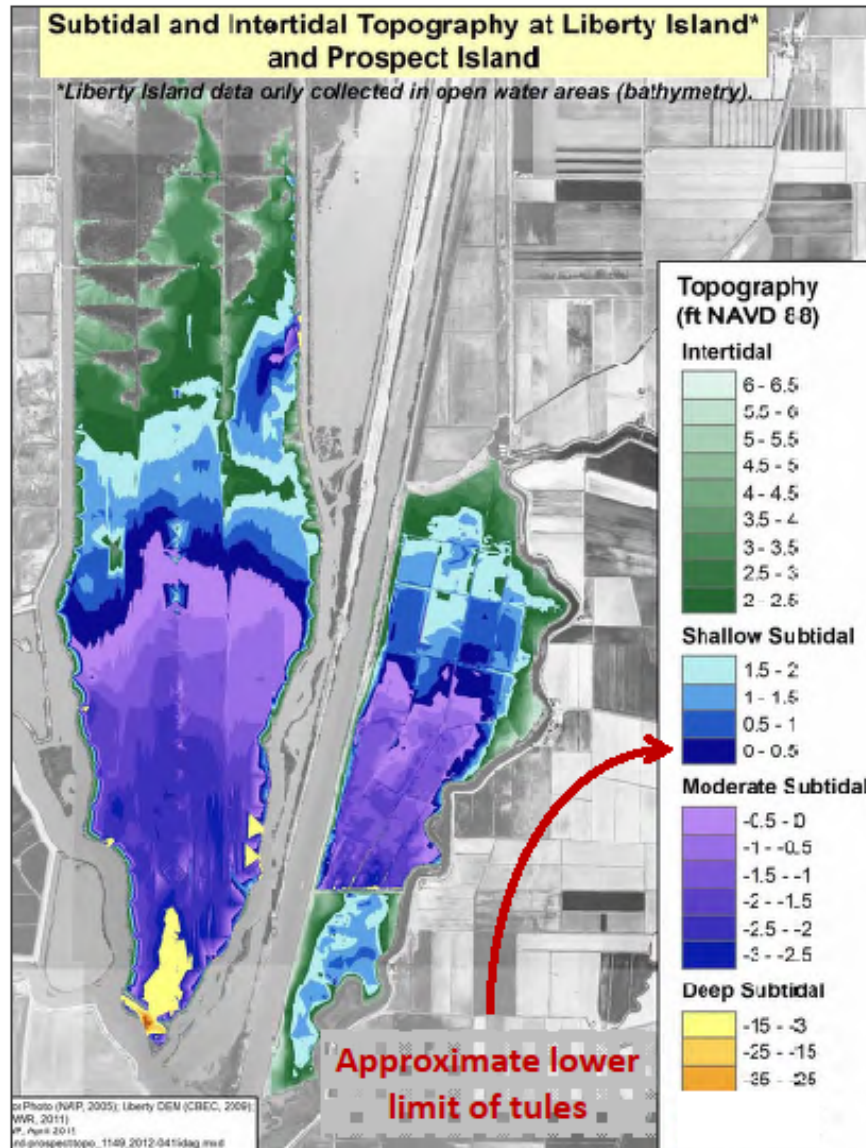 Subtidal and Intertidal Topography at Liberty Island*
and Prospect Island
*Liberty Island data only collected in open water areas (bathymetry).
Topography
(ft NAVD 88)
Intertidal
6 - 6.5
5.5 - 6
5 - 5.5
4.5 - 5
4 - 4.5
3.5 - 4
3 - 3.5
2.5 - 3
2 - 2.5
Shallow Subtidal
1.5 - 2
1 - 1.5
0.5 - 1
0 - 0.5
Moderate Subtidal
-0.5 - 0
-1 - -0.5
-1.5 - -1
-2 - -1.5
-2.5 - -2
-3 - -2.5
Deep Subtidal
-15 - -3
-25 - -15
-35 - -25
Approximate lower
limit of tules
Photo (NAIP, 2005); Liberty DEM (CBEC, 2009);
2011)
April 2011